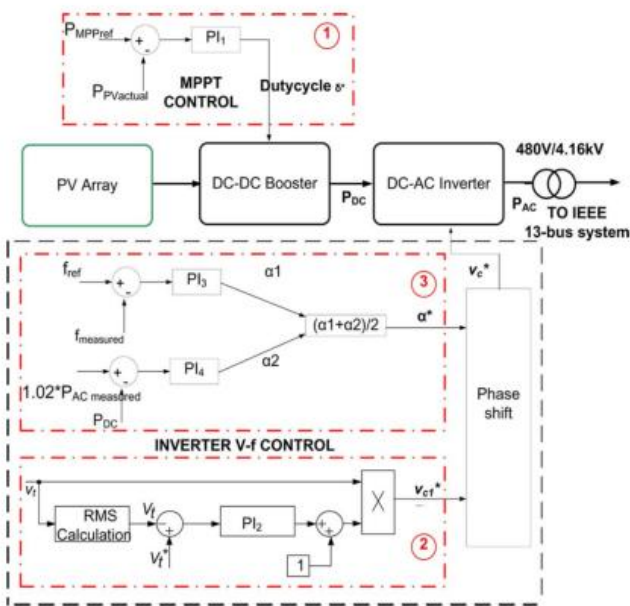 1
P_MPPref
+
-
PI₁
P_PVactual
MPPT
CONTROL
Dutycycle δ*
480V/4.16kV
PV Array
DC-DC Booster
P_DC
DC-AC Inverter
P_AC
TO IEEE
13-bus system
f_ref
+
-
PI₃
α1
f_measured
3
v_c*
(α1+α2)/2
α*
PI₄
α2
+
-
1.02*P_AC measured
P_DC
Phase
shift
INVERTER V-f CONTROL
v_t
RMS
Calculation
V_t
-
+
V_t*
PI₂
+
+
1
X
v_c1*
2